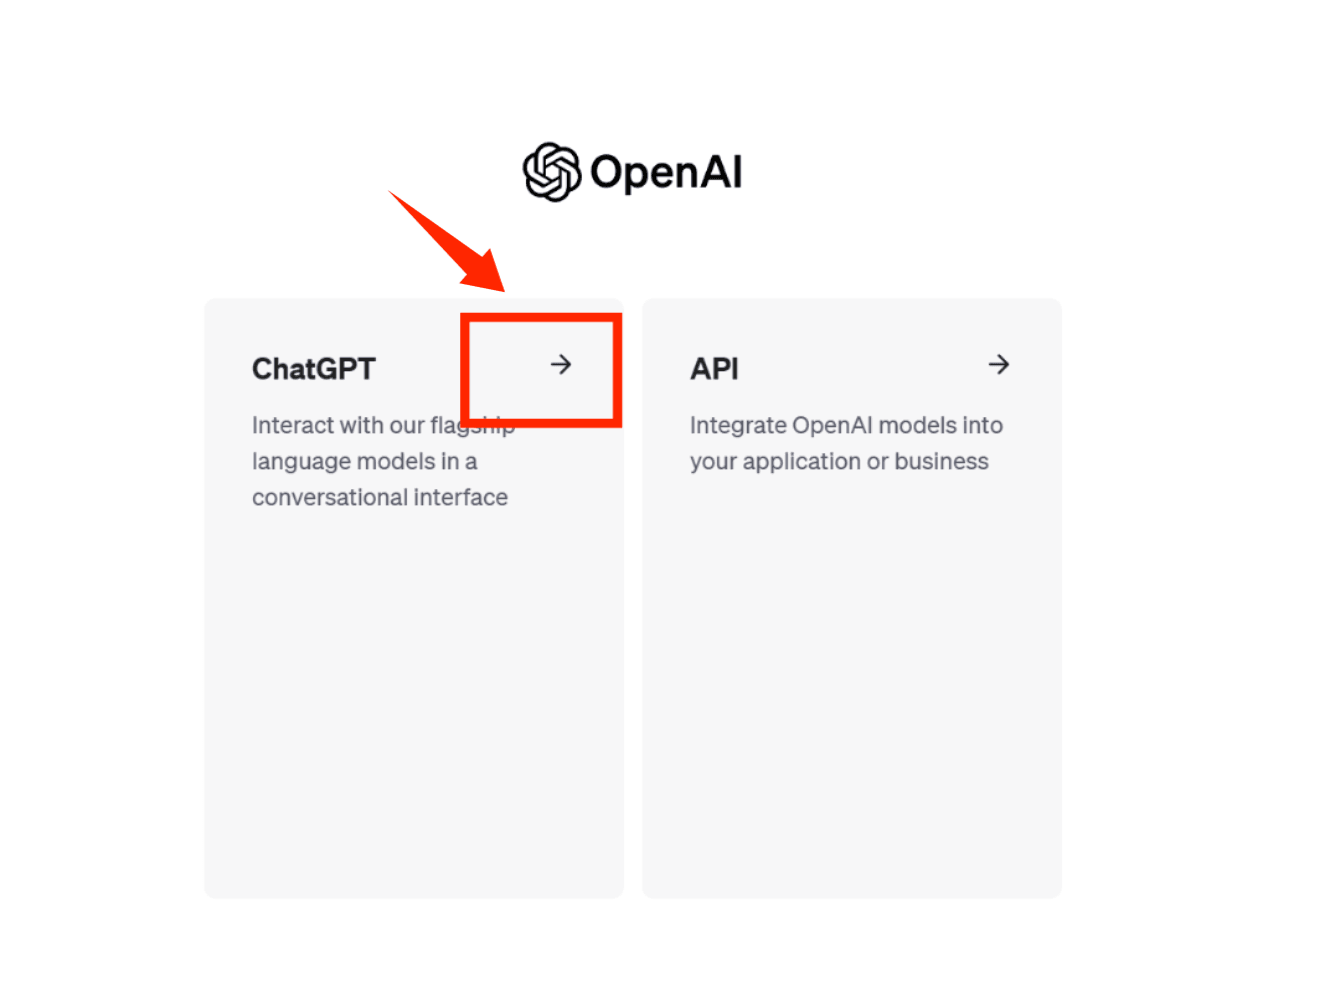 OpenAI
ChatGPT
Interact with our flagship
language models in a
conversational interface
API
Integrate OpenAI models into
your application or business